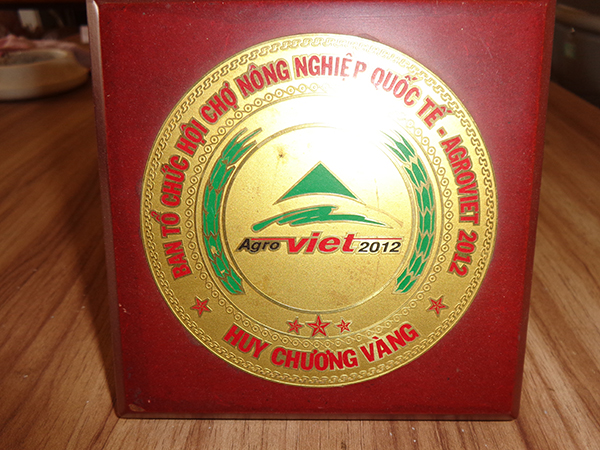 BAN TỔ CHỨC HỘI CHỢ NÔNG NGHIỆP QUỐC TẾ - AGROVIET 2012
Agro viet 2012
HUY CHƯƠNG VÀNG